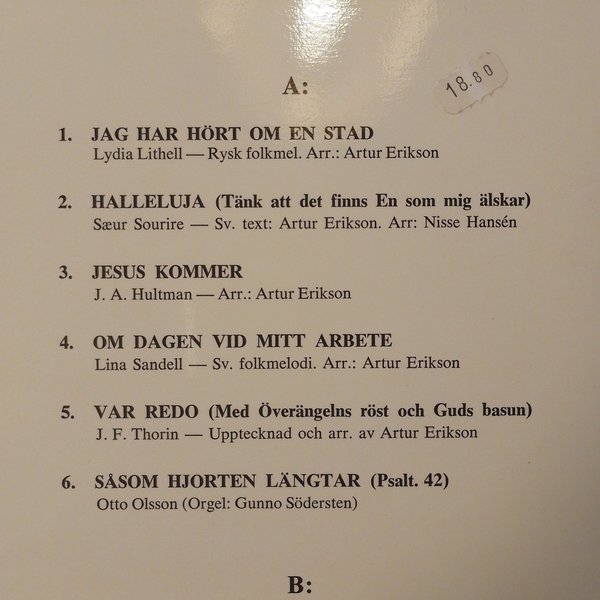 A:
18.80
1. JAG HAR HÖRT OM EN STAD
Lydia Lithell — Rysk folkmel. Arr.: Artur Erikson
2. HALLELUJA (Tänk att det finns En som mig älskar)
Sæur Sourire — Sv. text: Artur Erikson. Arr: Nisse Hansén
3. JESUS KOMMER
J. A. Hultman — Arr.: Artur Erikson
4. OM DAGEN VID MITT ARBETE
Lina Sandell — Sv. folkmelodi. Arr.: Artur Erikson
5. VAR REDO (Med Överängelns röst och Guds basun)
J. F. Thorin — Upptecknad och arr. av Artur Erikson
6. SÅSOM HJORTEN LÄNGTAR (Psalt. 42)
Otto Olsson (Orgel: Gunno Södersten)
B: